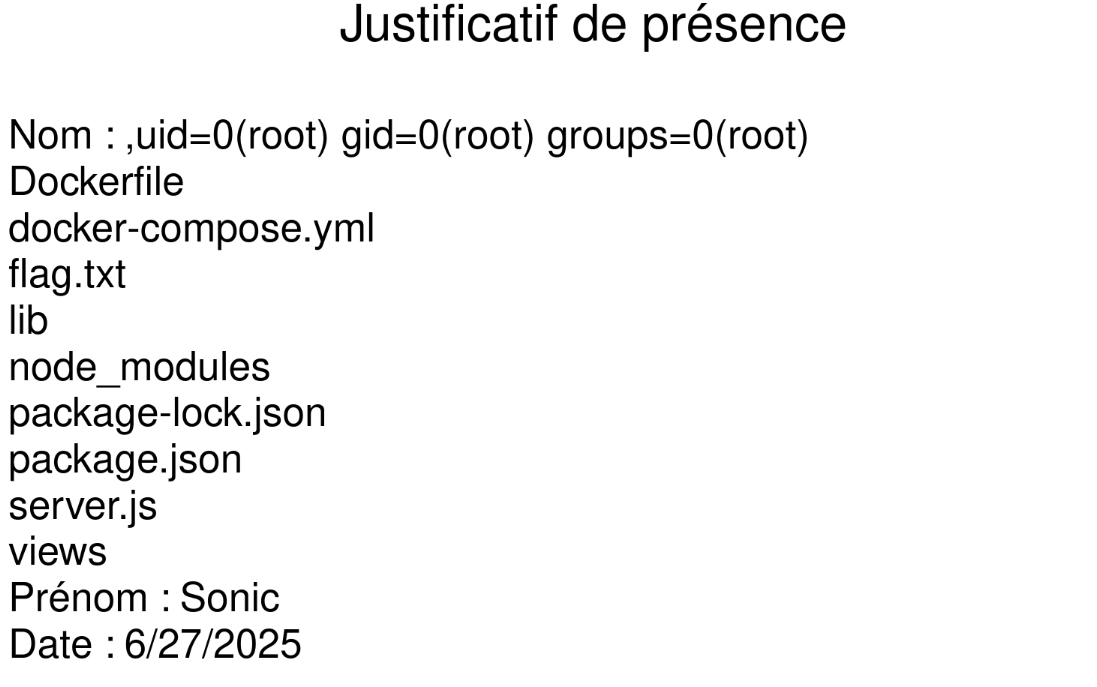 Justificatif de présence
Nom : ,uid=0(root) gid=0(root) groups=0(root)
Dockerfile
docker-compose.yml
flag.txt
lib
node_modules
package-lock.json
package.json
server.js
views
Prénom : Sonic
Date : 6/27/2025